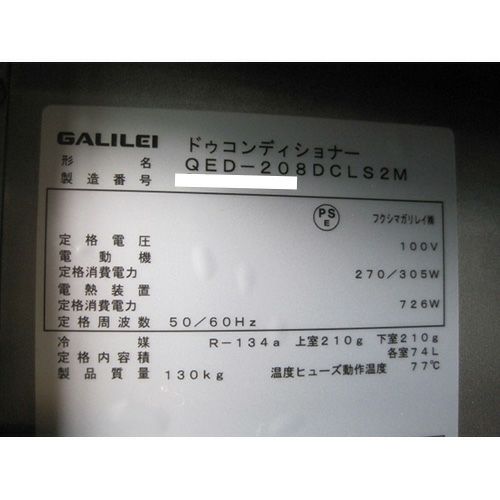 GALILEI ドゥコンディショナー
形名 QED-208DCLS2M
製造番号
PS
E
フクシマガリレイ㈱
定格電圧 100V
電動機
定格消費電力 270/305W
電熱装置
定格消費電力 726W
定格周波数 50/60Hz
冷媒 R-134a 上室210g 下室210g
定格内容積 各室74L
製品質量 130kg 温度ヒューズ動作温度 77℃